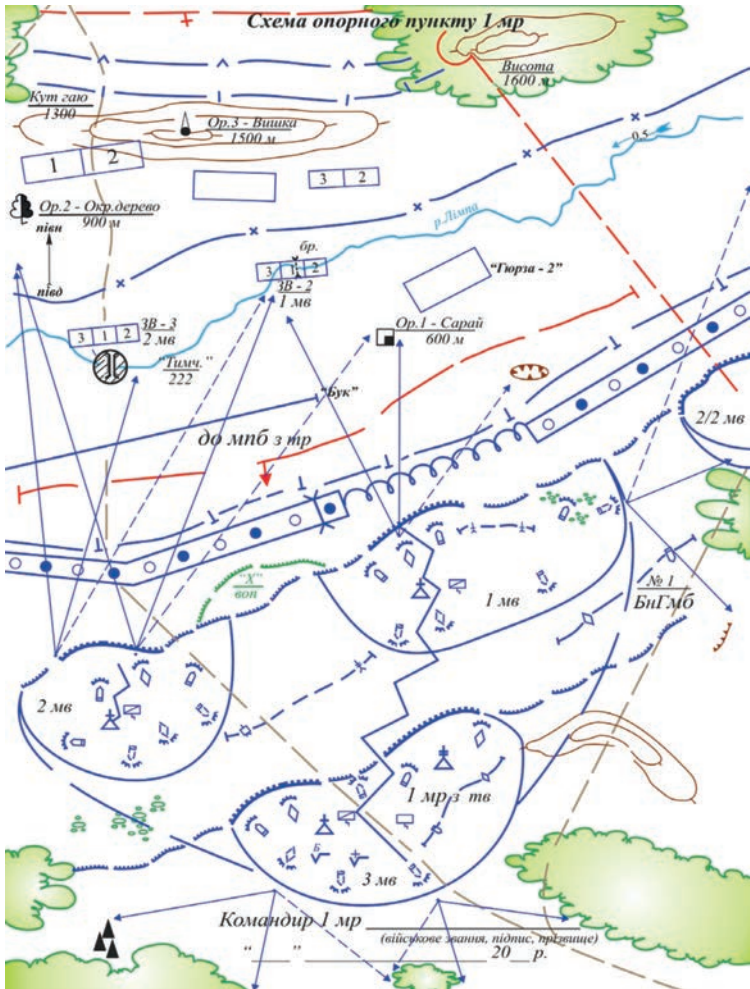 Схема опорного пункту 1 мр
Висота
1600 м
Кут гаю
1300
Ор.3 - Вишка
1500 м
1 2
3 2
0,5
Ор.2 - Окр.дерево
900 м
півн
півд
р.Лімпа
бр.
3 1 2
ЗВ - 2
1 мв
"Гюрза - 2"
3 1 2
ЗВ - 3
2 мв
Ор.1 - Сарай
600 м
"Тимч."
222
"Бук"
до мпб з тр
2/2 мв
"Х"
воп
1 мв
№ 1
БнГмб
2 мв
1 мр з тв
Б
3 мв
Командир 1 мр
(військове звання, підпис, прізвище)
"____" ____________________ 20__р.